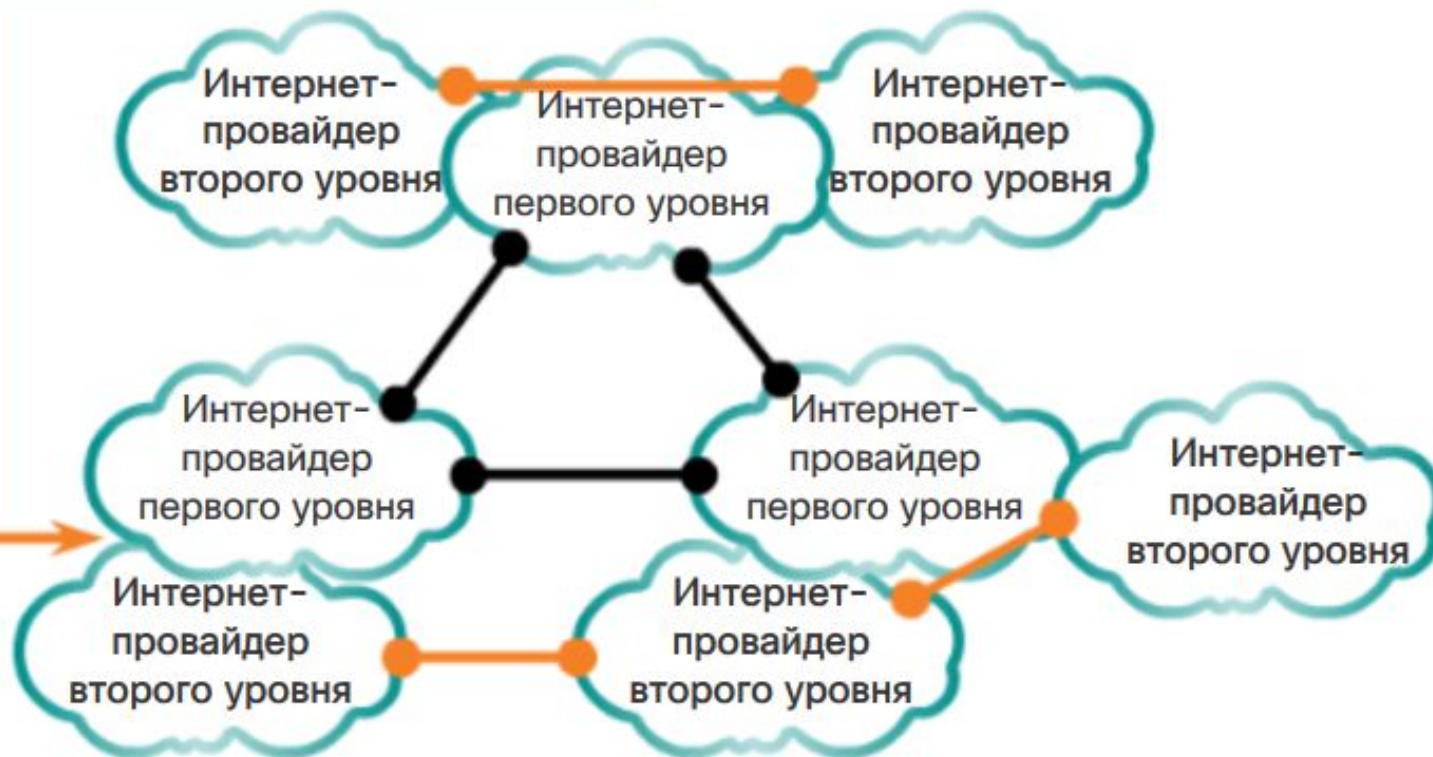 Интернет-
провайдер
второго уровня
Интернет-
провайдер
первого уровня
Интернет-
провайдер
второго уровня
Интернет-
провайдер
первого уровня
Интернет-
провайдер
первого уровня
Интернет-
провайдер
второго уровня
Интернет-
провайдер
второго уровня
Интернет-
провайдер
второго уровня